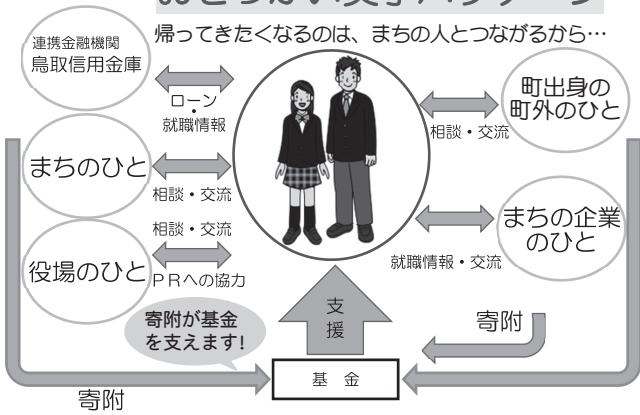 帰ってきたくなるのは、まちの人とつながるから…
連携金融機関
鳥取信用金庫
ローン
・
就職情報
町出身の
町外のひと
相談・交流
まちのひと
相談・交流
まちの企業
のひと
就職情報・交流
相談・交流
役場のひと
PRへの協力
支
援
寄附が基金
を支えます!
寄附
基 金
寄附